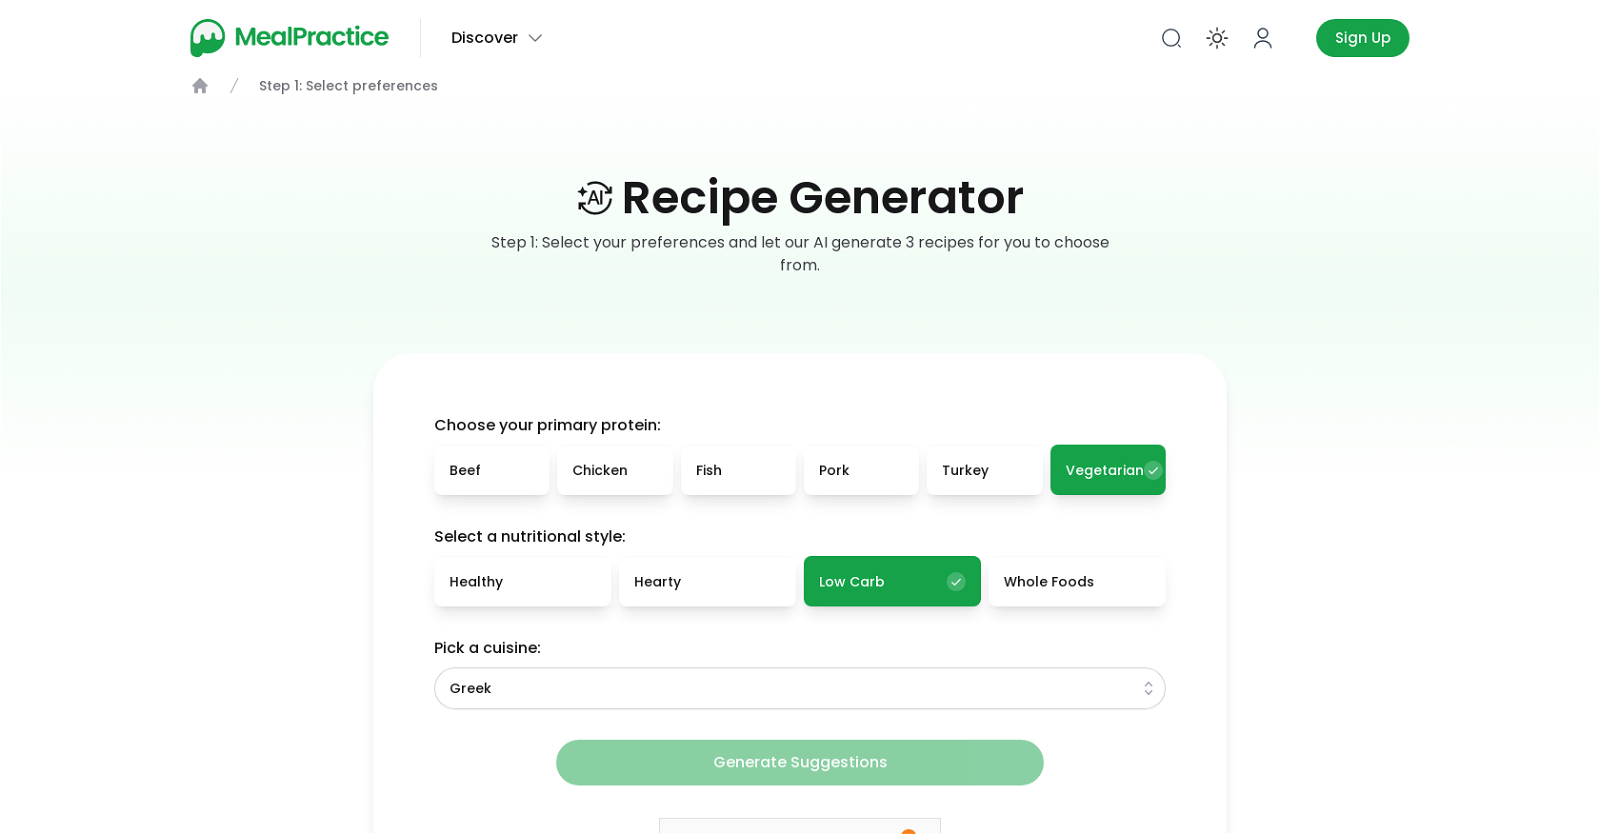 MealPractice
Discover
Sign Up
Step 1: Select preferences
AI Recipe Generator
Step 1: Select your preferences and let our AI generate 3 recipes for you to choose
from.
Choose your primary protein:
Beef
Chicken
Fish
Pork
Turkey
Vegetarian
Select a nutritional style:
Healthy
Hearty
Low Carb
Whole Foods
Pick a cuisine:
Greek
Generate Suggestions